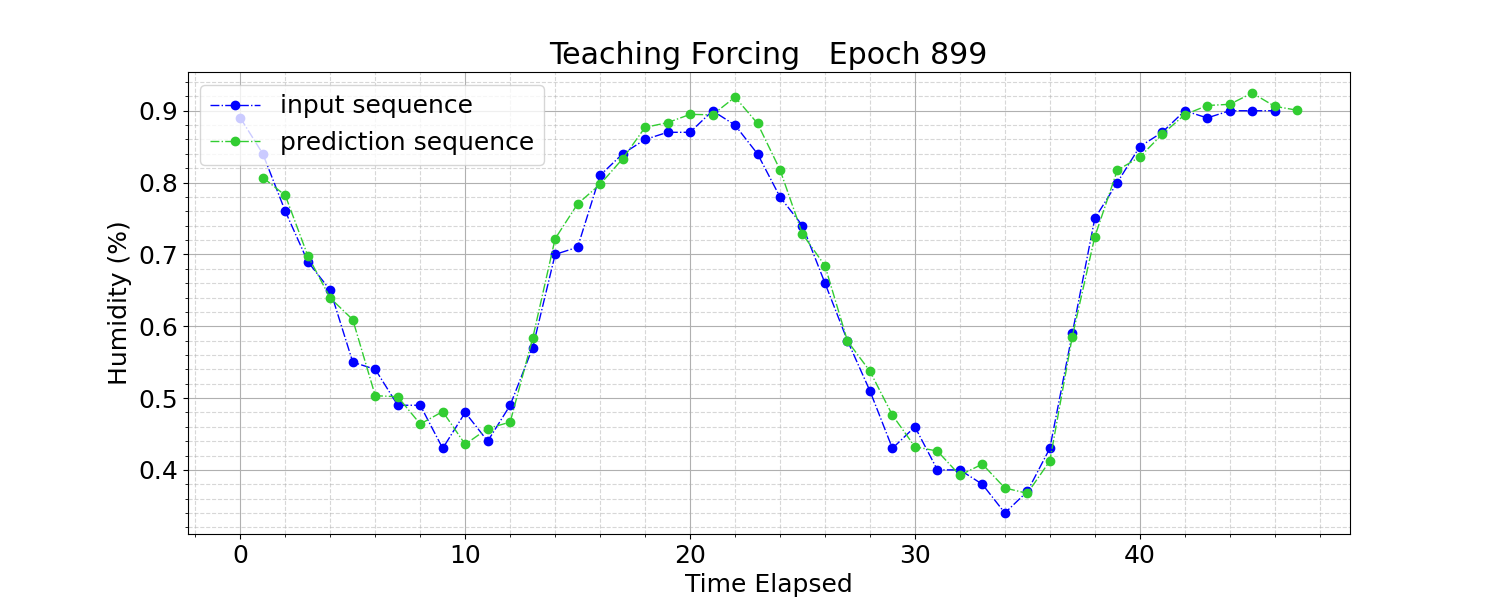 Teaching Forcing   Epoch 899
input sequence
prediction sequence
0.9
0.8
0.7
0.6
0.5
0.4
Humidity (%)
0 10 20 30 40
Time Elapsed